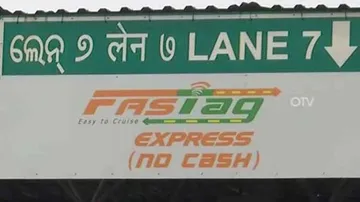 ଲେନ୍ ୭ लेन ७ LANE 7
FASTag
Easy to Cruise
OTV
EXPRESS
(NO CASH)